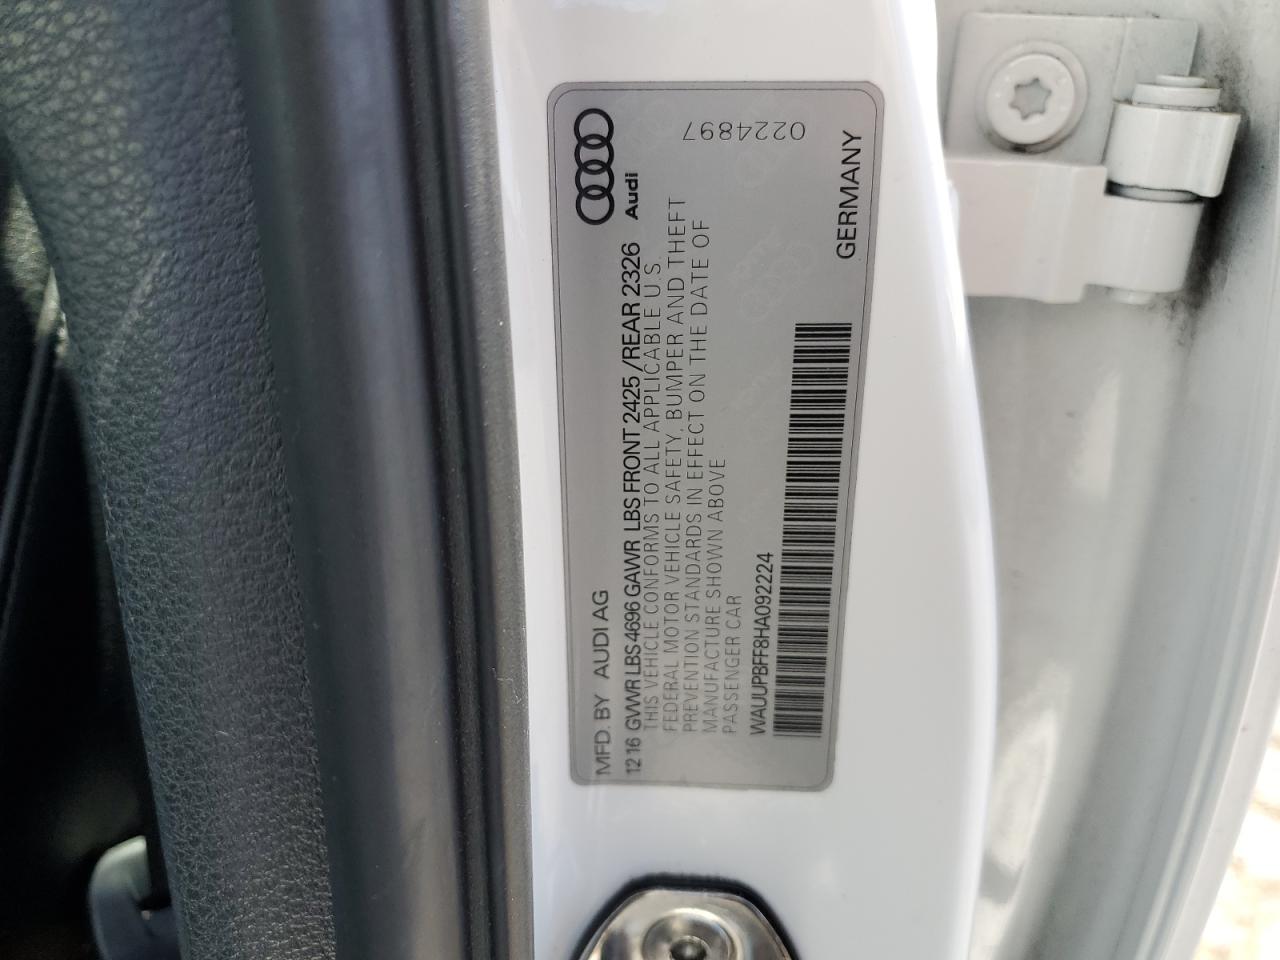 Audi
MFD. BY AUDI AG
12 16 GVWR LBS 4696 GAWR LBS FRONT 2425 /REAR 2326
THIS VEHICLE CONFORMS TO ALL APPLICABLE U.S.
FEDERAL MOTOR VEHICLE SAFETY, BUMPER AND THEFT
PREVENTION STANDARDS IN EFFECT ON THE DATE OF
MANUFACTURE SHOWN ABOVE
PASSENGER CAR
0224897
WAUUPBFF8HA092224
GERMANY